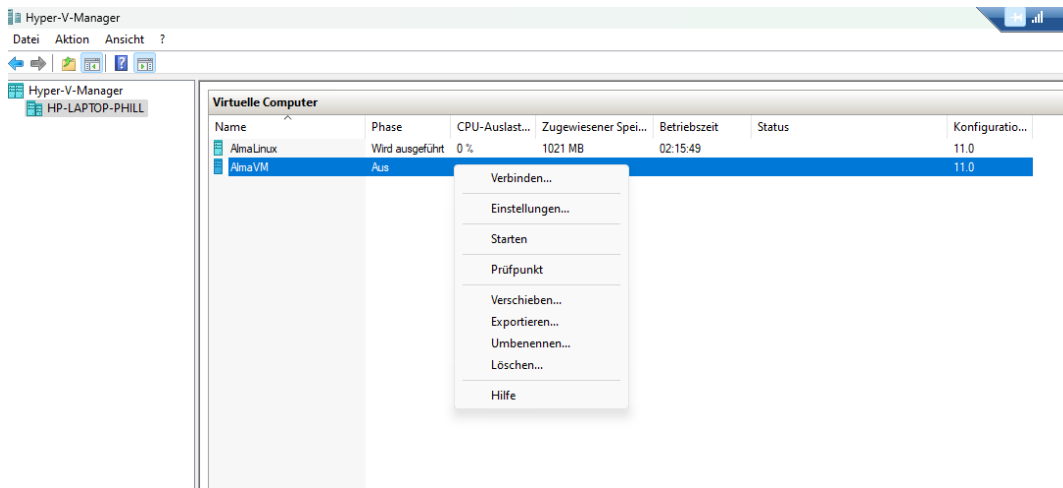 Hyper-V-Manager
Datei Aktion Ansicht ?
Hyper-V-Manager
HP-LAPTOP-PHILL
Virtuelle Computer
Name Phase CPU-Auslast... Zugewiesener Spei... Betriebszeit Status Konfiguratio...
AlmaLinux Wird ausgeführt 0 % 1021 MB 02:15:49 11.0
AlmaVM Aus 11.0
Verbinden...
Einstellungen...
Starten
Prüfpunkt
Verschieben...
Exportieren...
Umbenennen...
Löschen...
Hilfe